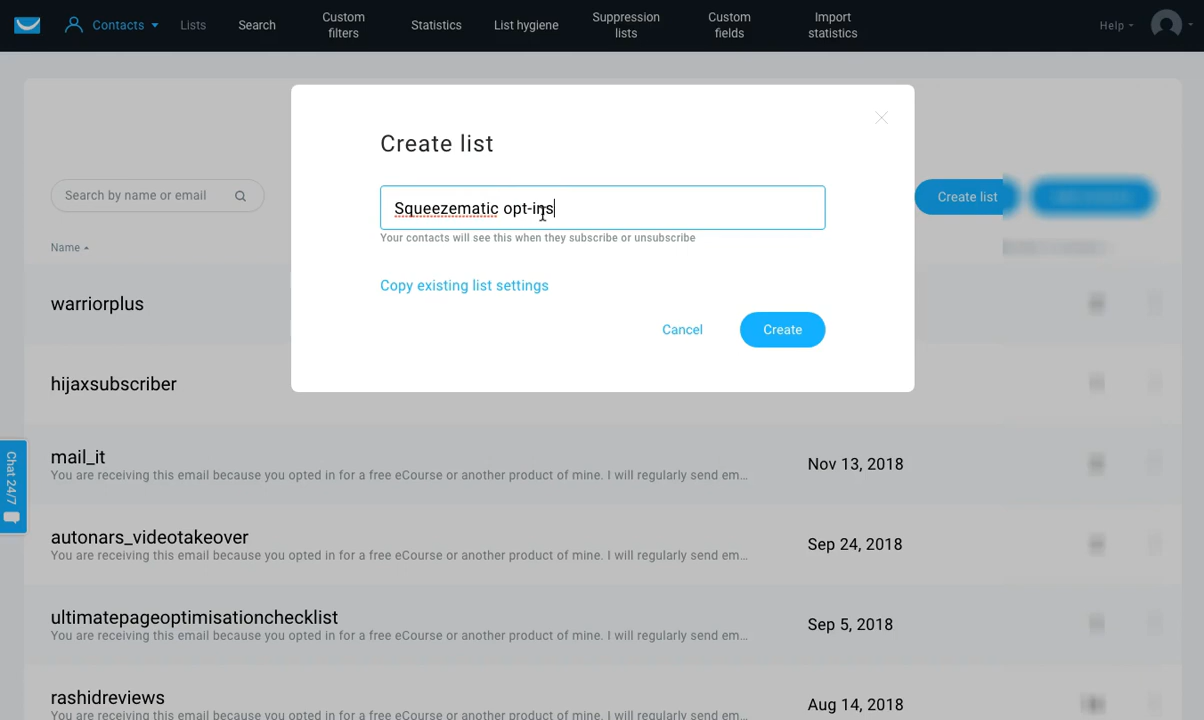 Contacts
Lists
Search
Custom
filters
Statistics
List hygiene
Suppression
lists
Custom
fields
Import
statistics
Help
Create list
Squeezematic opt-ins
Your contacts will see this when they subscribe or unsubscribe
Copy existing list settings
Cancel
Create
Search by name or email
Create list
Name
warriorplus
hijaxsubscriber
mail_it
You are receiving this email because you opted in for a free eCourse or another product of mine. I will regularly send em...
Nov 13, 2018
autonars_videotakeover
You are receiving this email because you opted in for a free eCourse or another product of mine. I will regularly send em...
Sep 24, 2018
ultimatepageoptimisationchecklist
You are receiving this email because you opted in for a free eCourse or another product of mine. I will regularly send em...
Sep 5, 2018
rashidreviews
You are receiving this email because you opted in for a free eCourse or another product of mine. I will regularly send em...
Aug 14, 2018
Chat 24/7